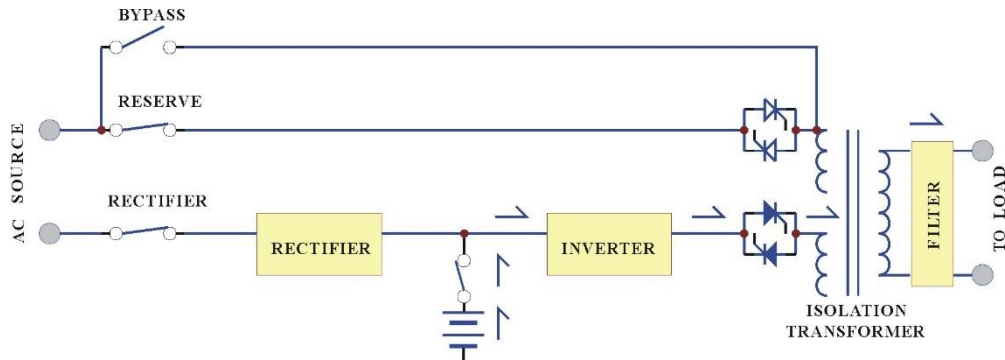 BYPASS
RESERVE
AC SOURCE
RECTIFIER
RECTIFIER
INVERTER
FILTER
TO LOAD
ISOLATION
TRANSFORMER